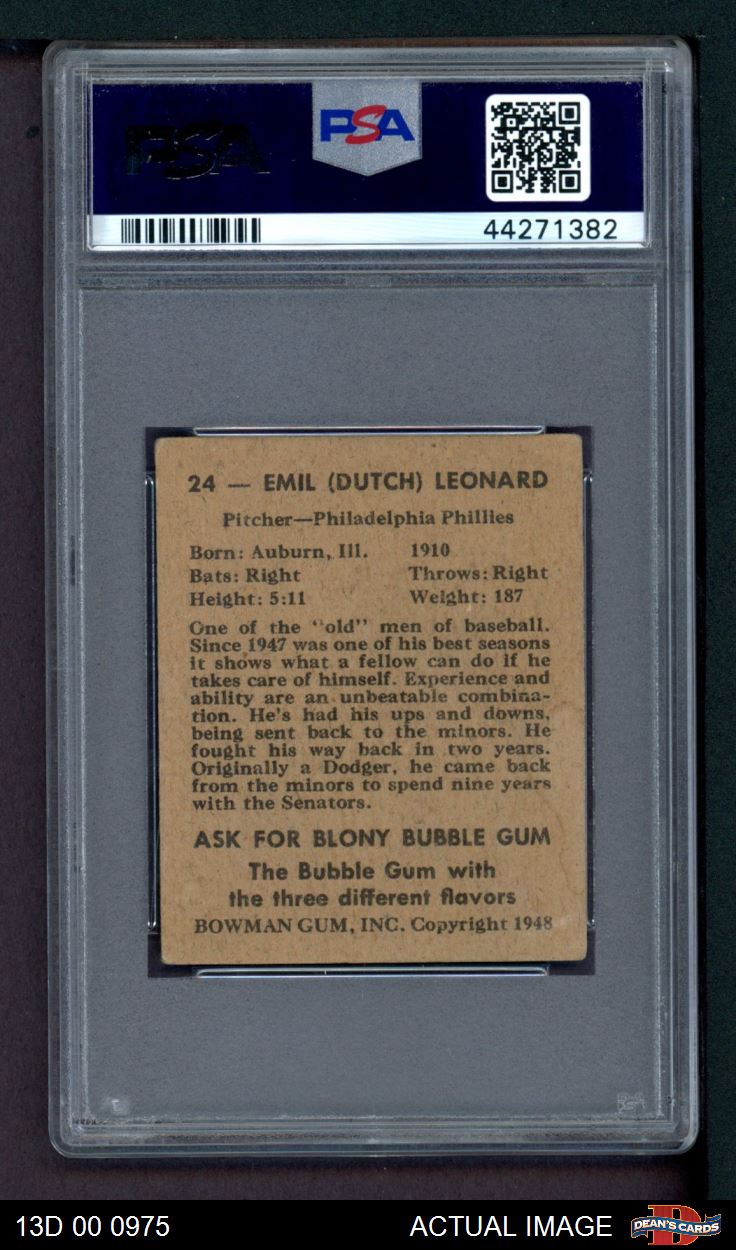 PSA
PSA
44271382
24 — EMIL (DUTCH) LEONARD
Pitcher—Philadelphia Phillies
Born: Auburn, Ill. 1910
Bats: Right Throws: Right
Height: 5:11 Weight: 187
One of the "old" men of baseball.
Since 1947 was one of his best seasons
it shows what a fellow can do if he
takes care of himself. Experience and
ability are an unbeatable combina-
tion. He's had his ups and downs,
being sent back to the minors. He
fought his way back in two years.
Originally a Dodger, he came back
from the minors to spend nine years
with the Senators.
ASK FOR BLONY BUBBLE GUM
The Bubble Gum with
the three different flavors
BOWMAN GUM, INC. Copyright 1948
13D 00 0975 ACTUAL IMAGE DEAN'S CARDS